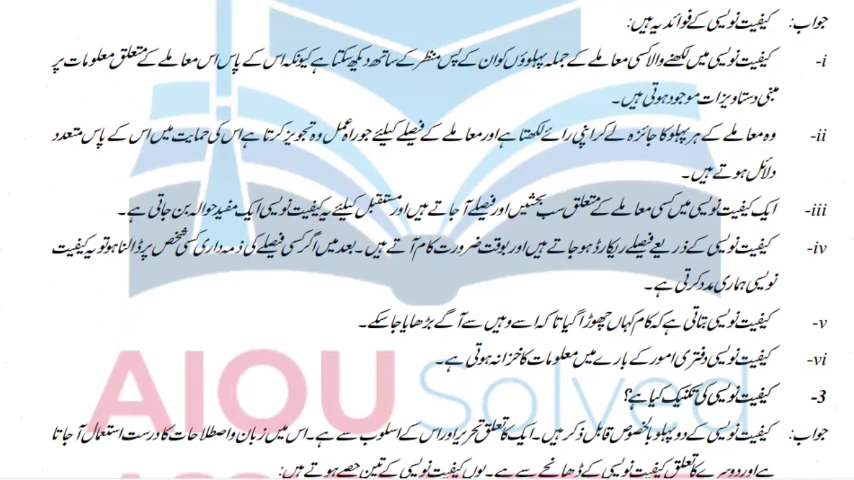 جواب: کیفیت نویسی کے فوائد یہ ہیں:
i- کیفیت نویسی میں لکھنے والا کسی معاملے کے جملہ پہلوؤں کو ان کے پس منظر کے ساتھ دیکھ سکتا ہے کیونکہ اس کے پاس اس معاملے کے متعلق معلومات پر
مبنی دستاویزات موجود ہوتی ہیں۔
ii- وہ معاملے کے ہر پہلو کا جائزہ لے کر اپنی رائے لکھتا ہے اور معاملے کے فیصلے کیلئے جو راہ عمل وہ تجویز کرتا ہے اس کی حمایت میں اس کے پاس متعدد
دلائل ہوتے ہیں۔
iii- ایک کیفیت نویسی میں کسی معاملے کے متعلق سب بحثیں اور فیصلے آ جاتے ہیں اور مستقبل کیلئے یہ کیفیت نویسی ایک مفید حوالہ بن جاتی ہے۔
iv- کیفیت نویسی کے ذریعے فیصلے ریکارڈ ہو جاتے ہیں اور بوقت ضرورت کام آتے ہیں۔ بعد میں اگر کسی فیصلے کی ذمہ داری کسی شخص پر ڈالنا ہو تو یہ کیفیت
نویسی ہماری مدد کرتی ہے۔
v- کیفیت نویسی بتاتی ہے کہ کام کہاں چھوڑا گیا تا کہ اسے وہیں سے آگے بڑھایا جا سکے۔
vi- کیفیت نویسی دفتری امور کے بارے میں معلومات کا خزانہ ہوتی ہے۔
3- کیفیت نویسی کی تکنیک کیا ہے؟
جواب: کیفیت نویسی کے دو پہلو بالخصوص قابل ذکر ہیں۔ ایک کا تعلق تحریر اور اس کے اسلوب سے ہے۔ اس میں زبان و اصطلاحات کا درست استعمال آ جاتا
ہے اور دوسرے کا تعلق کیفیت نویسی کے ڈھانچے سے ہے۔ یوں کیفیت نویسی کے تین حصے ہوتے ہیں:
AIOU Solved